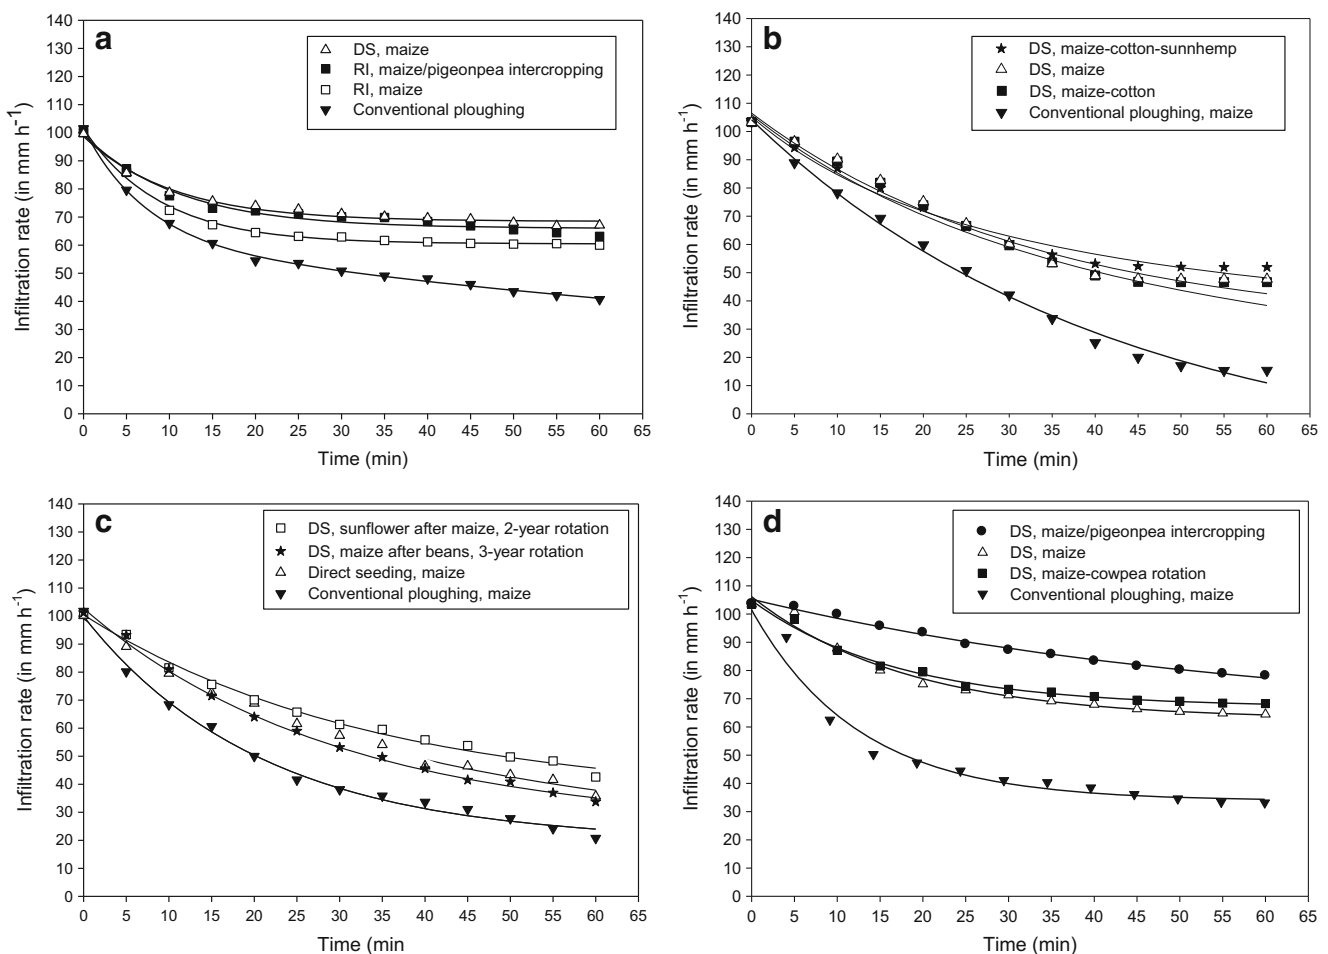 a
DS, maize
RI, maize/pigeonpea intercropping
RI, maize
Conventional ploughing
Infiltration rate (in mm h-1)
140
130
120
110
100
90
80
70
60
50
40
30
20
10
0
0 5 10 15 20 25 30 35 40 45 50 55 60 65
Time (min)
b
DS, maize-cotton-sunnhemp
DS, maize
DS, maize-cotton
Conventional ploughing, maize
Infiltration rate (in mm h-1)
140
130
120
110
100
90
80
70
60
50
40
30
20
10
0
0 5 10 15 20 25 30 35 40 45 50 55 60 65
Time (min)
c
DS, sunflower after maize, 2-year rotation
DS, maize after beans, 3-year rotation
Direct seeding, maize
Conventional ploughing, maize
Infiltration rate (in mm h-1)
140
130
120
110
100
90
80
70
60
50
40
30
20
10
0
0 5 10 15 20 25 30 35 40 45 50 55 60 65
Time (min
d
DS, maize/pigeonpea intercropping
DS, maize
DS, maize-cowpea rotation
Conventional ploughing, maize
Infiltration rate (in mm h-1)
140
130
120
110
100
90
80
70
60
50
40
30
20
10
0
0 5 10 15 20 25 30 35 40 45 50 55 60 65
Time (min)